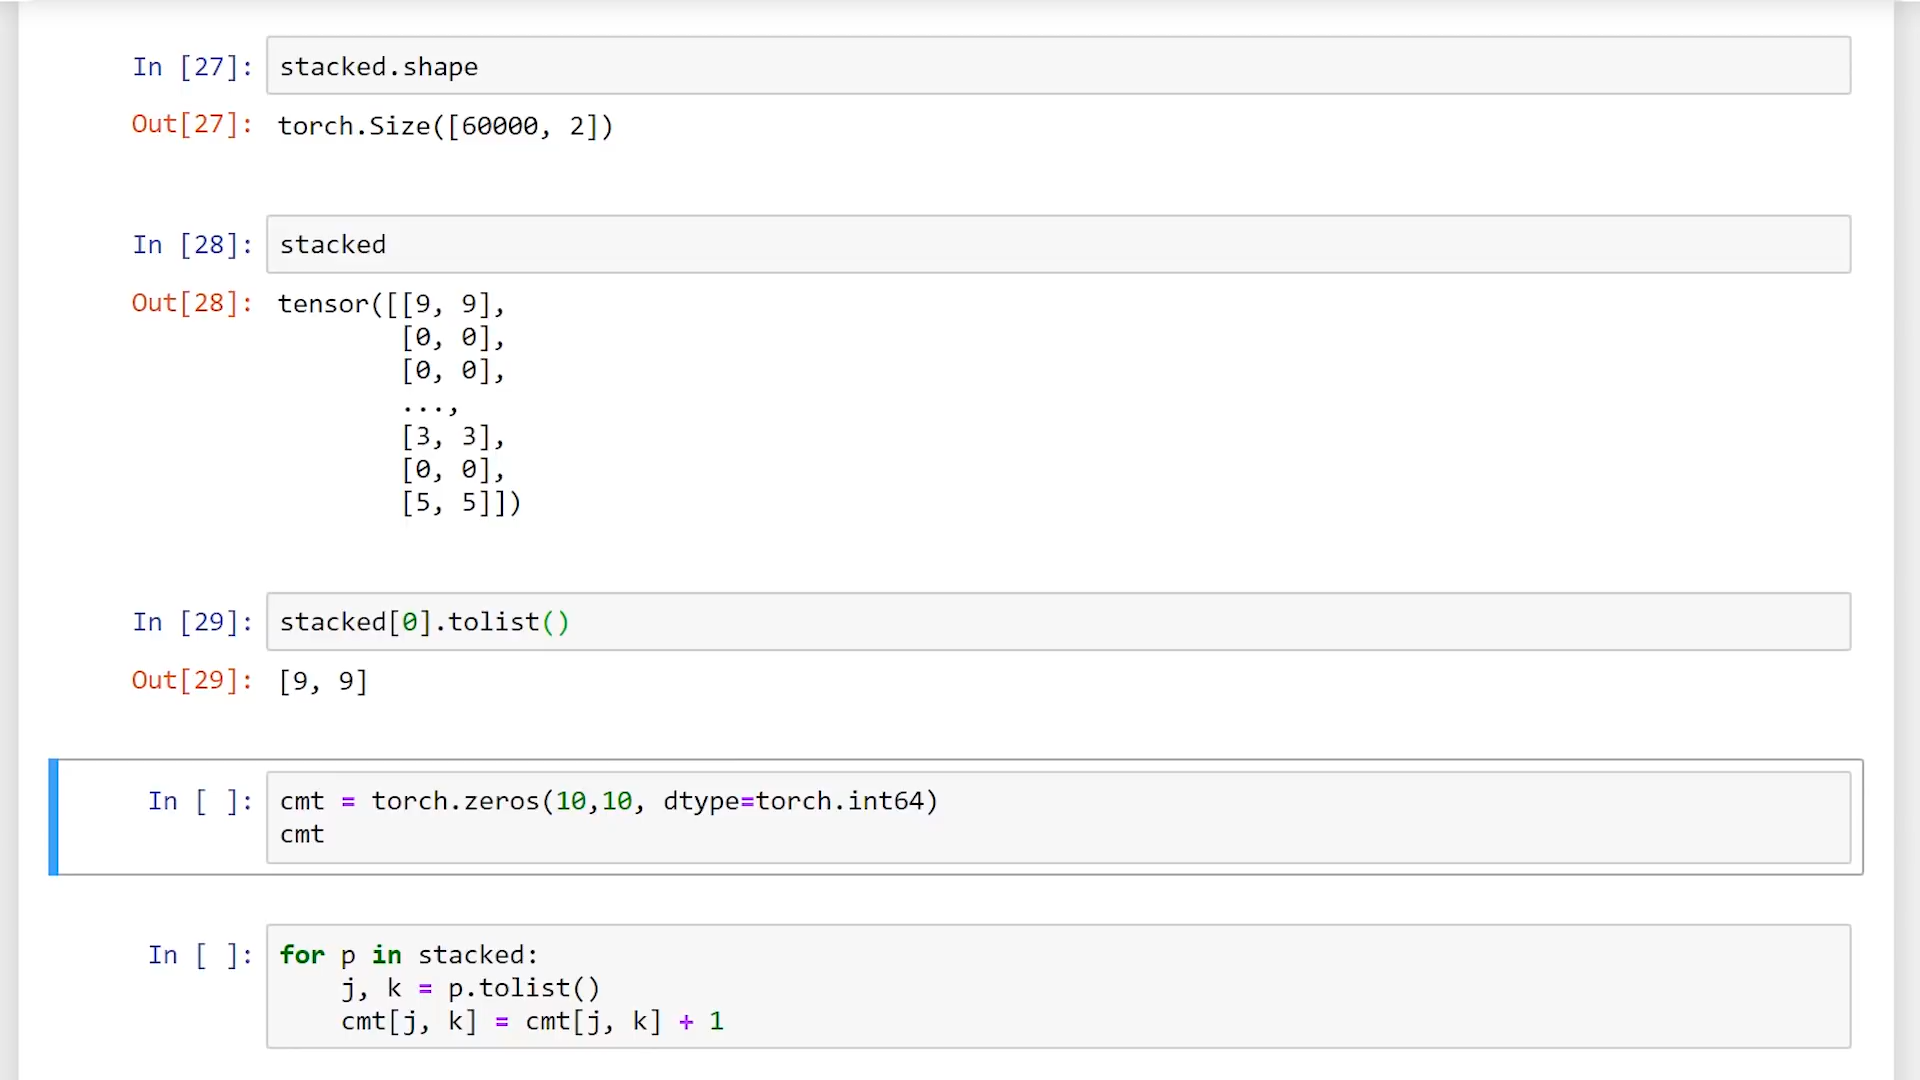 In [27]: stacked.shape
Out[27]: torch.Size([60000, 2])
In [28]: stacked
Out[28]: tensor([[9, 9],
        [0, 0],
        [0, 0],
        ...,
        [3, 3],
        [0, 0],
        [5, 5]])
In [29]: stacked[0].tolist()
Out[29]: [9, 9]
In [ ]: cmt = torch.zeros(10,10, dtype=torch.int64)
cmt
In [ ]: for p in stacked:
    j, k = p.tolist()
    cmt[j, k] = cmt[j, k] + 1